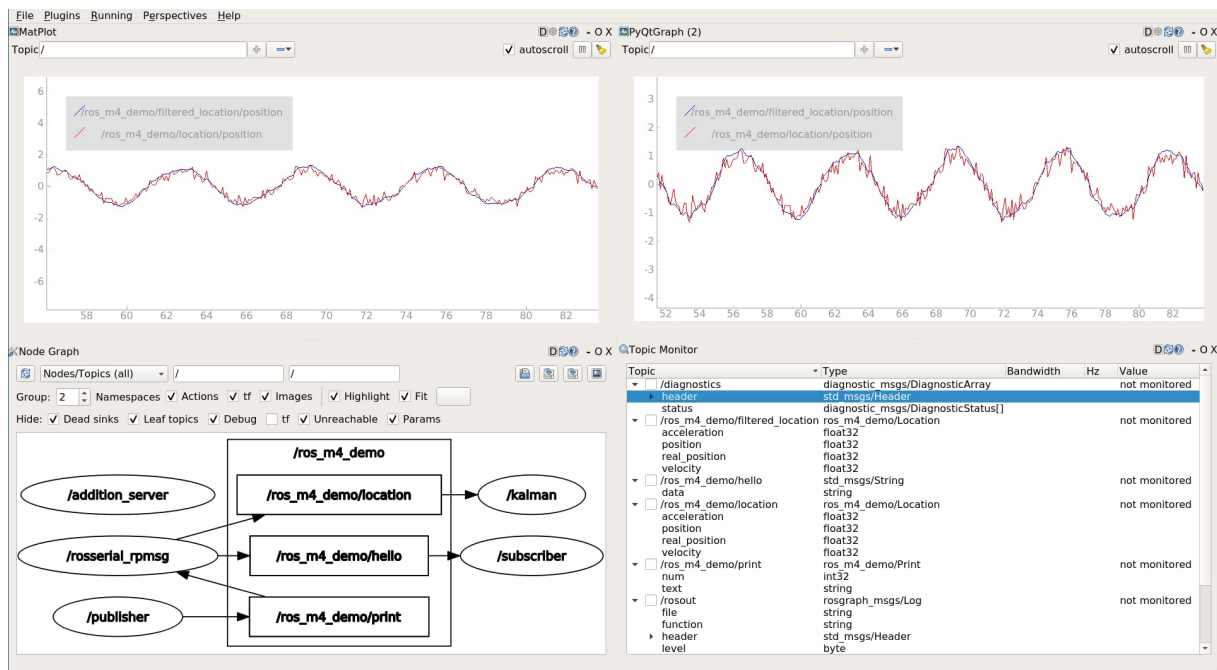 File Plugins Running Perspectives Help
MatPlot D - O X
Topic /
autoscroll
/ros_m4_demo/filtered_location/position
/ros_m4_demo/location/position
6
4
2
0
-2
-4
-6
58 60 62 64 66 68 70 72 74 76 78 80 82
PyQtGraph (2) D - O X
Topic /
autoscroll
/ros_m4_demo/filtered_location/position
/ros_m4_demo/location/position
3
2
1
0
-1
-2
-3
-4
52 54 56 58 60 62 64 66 68 70 72 74 76 78 80 82
Node Graph D - O X
Nodes/Topics (all) / /
Group: 2 Namespaces Actions tf Images Highlight Fit
Hide: Dead sinks Leaf topics Debug tf Unreachable Params
/ros_m4_demo
/addition_server /ros_m4_demo/location /kalman
/rosserial_rpmsg /ros_m4_demo/hello /subscriber
/publisher /ros_m4_demo/print
Topic Monitor D - O X
Topic Type Bandwidth Hz Value
/diagnostics diagnostic_msgs/DiagnosticArray not monitored
header std_msgs/Header
status diagnostic_msgs/DiagnosticStatus[]
/ros_m4_demo/filtered_location ros_m4_demo/Location not monitored
acceleration float32
position float32
real_position float32
velocity float32
/ros_m4_demo/hello std_msgs/String not monitored
data string
/ros_m4_demo/location ros_m4_demo/Location not monitored
acceleration float32
position float32
real_position float32
velocity float32
/ros_m4_demo/print ros_m4_demo/Print not monitored
num int32
text string
/rosout rosgraph_msgs/Log not monitored
file string
function string
header std_msgs/Header
level byte